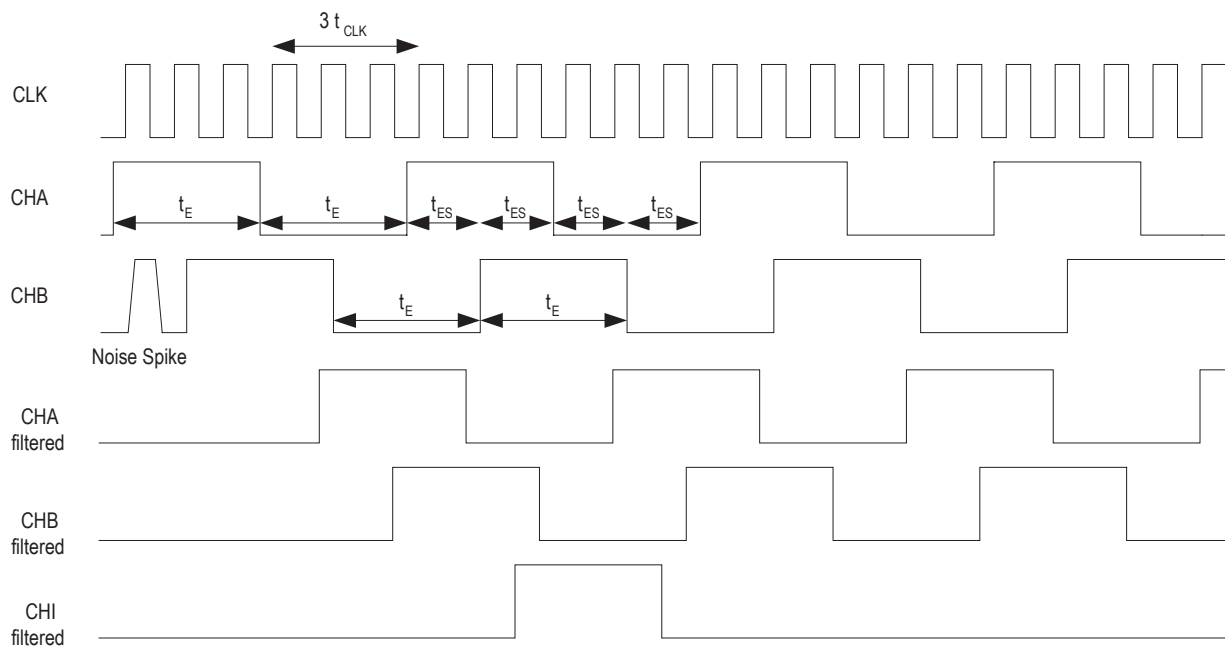 3 t CLK
CLK
CHA
tE
tE
tES
tES
tES
tES
CHB
tE
tE
Noise Spike
CHA
filtered
CHB
filtered
CHI
filtered